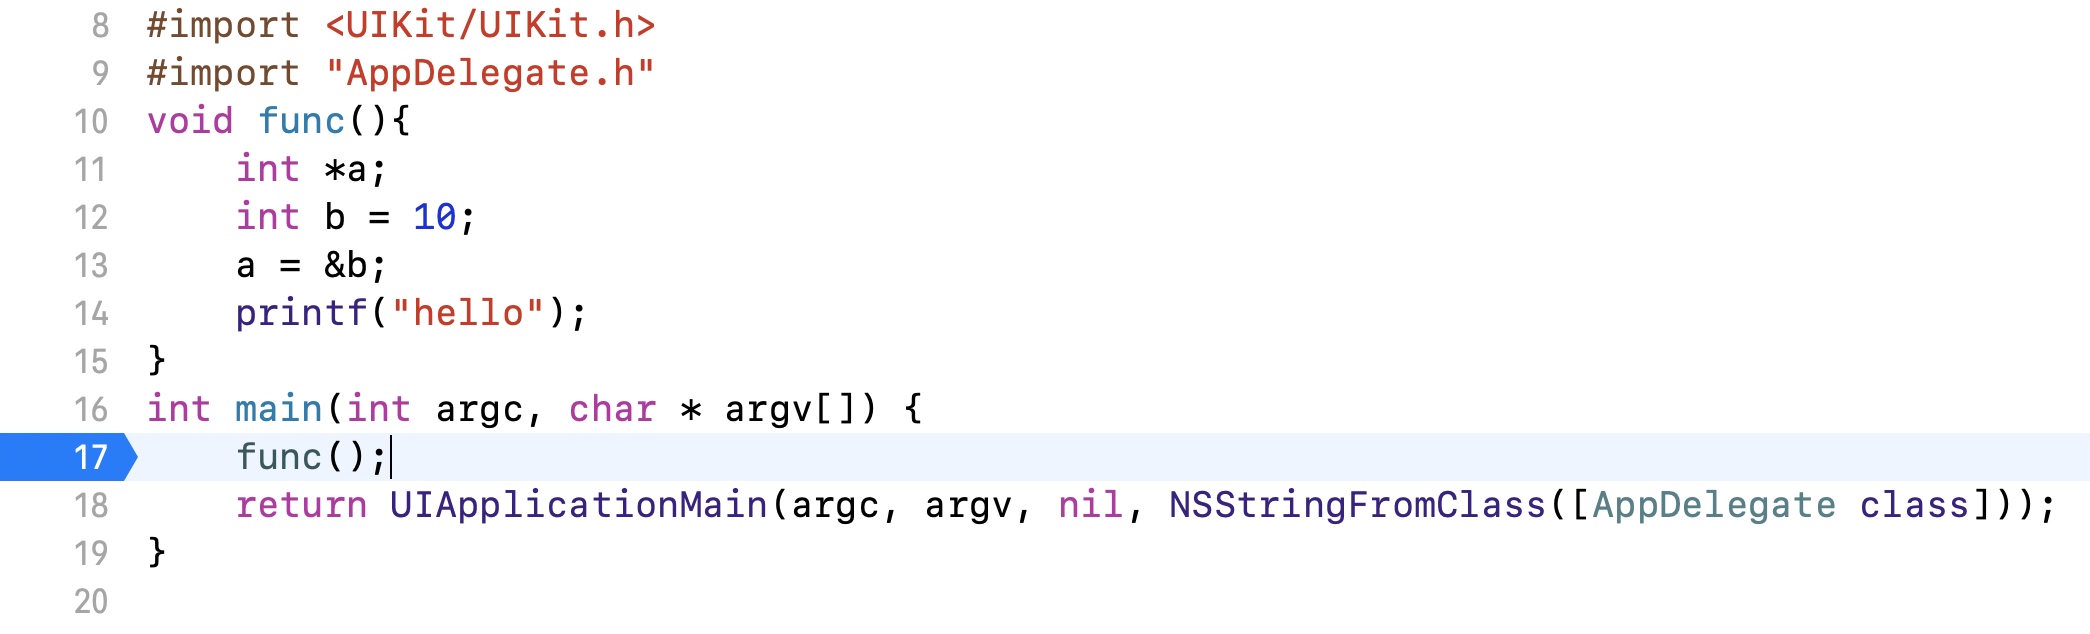 8 #import <UIKit/UIKit.h>
9 #import "AppDelegate.h"
10 void func(){
11     int *a;
12     int b = 10;
13     a = &b;
14     printf("hello");
15 }
16 int main(int argc, char * argv[]) {
17     func();
18     return UIApplicationMain(argc, argv, nil, NSStringFromClass([AppDelegate class]));
19 }
20